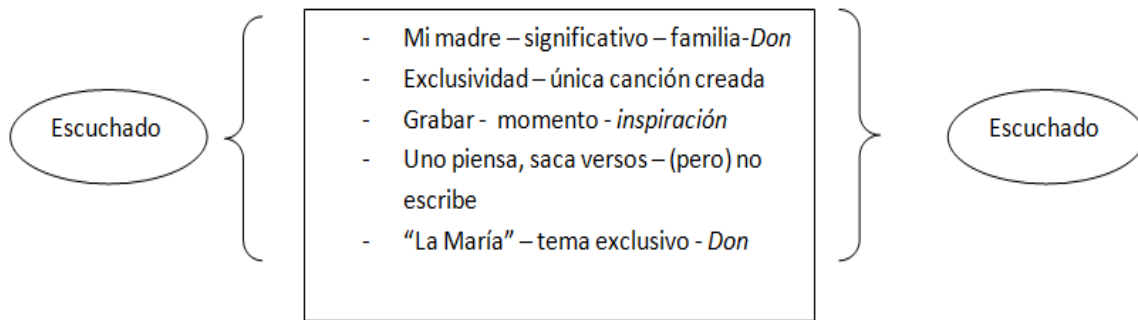 Escuchado
- Mi madre – significativo – familia-Don
- Exclusividad – única canción creada
- Grabar - momento - inspiración
- Uno piensa, saca versos – (pero) no
escribe
- “La María” – tema exclusivo - Don
Escuchado